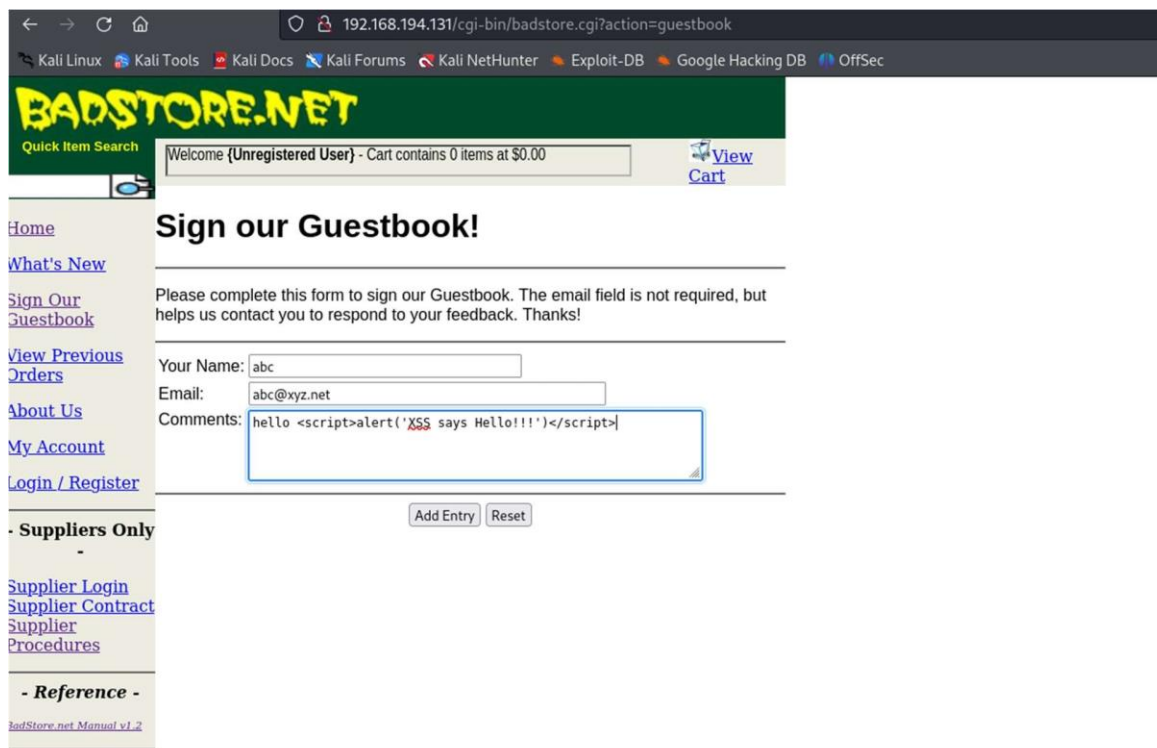 192.168.194.131/cgi-bin/badstore.cgi?action=guestbook
Kali Linux Kali Tools Kali Docs Kali Forums Kali NetHunter Exploit-DB Google Hacking DB OffSec
BADSTORE.NET
Quick Item Search
Welcome {Unregistered User} - Cart contains 0 items at $0.00
View
Cart
Home
What's New
Sign Our
Guestbook
View Previous
Orders
About Us
My Account
Login / Register
- Suppliers Only
-
Supplier Login
Supplier Contract
Supplier
Procedures
- Reference -
BadStore.net Manual v1.2
Sign our Guestbook!
Please complete this form to sign our Guestbook. The email field is not required, but
helps us contact you to respond to your feedback. Thanks!
Your Name: abc
Email: abc@xyz.net
Comments: hello <script>alert('XSS says Hello!!!')</script>
Add Entry Reset